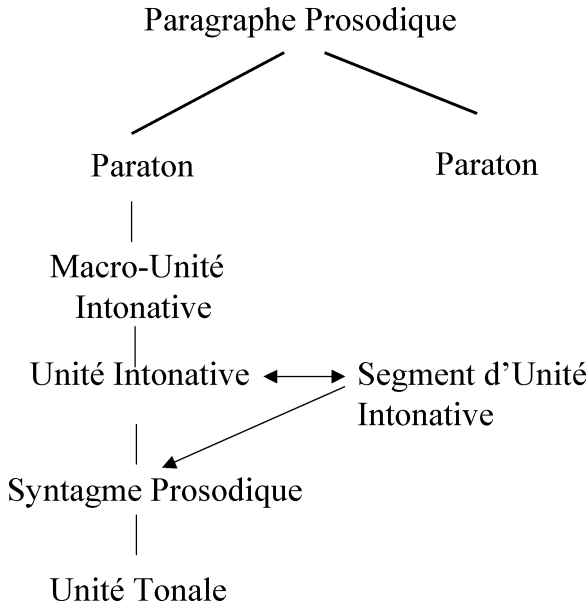 Paragraphe Prosodique
Paraton
Paraton
Macro-Unité
Intonative
Unité Intonative
Segment d’Unité
Intonative
Syntagme Prosodique
Unité Tonale